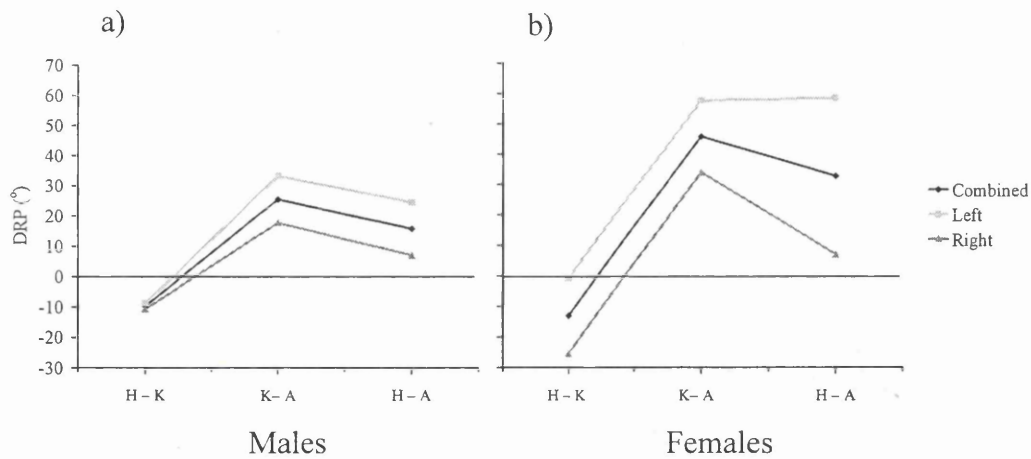 a)
b)
DRP (°)
70
60
50
40
30
20
10
0
-10
-20
-30
H – K
K – A
H – A
H – K
K – A
H – A
Males
Females
Combined
Left
Right